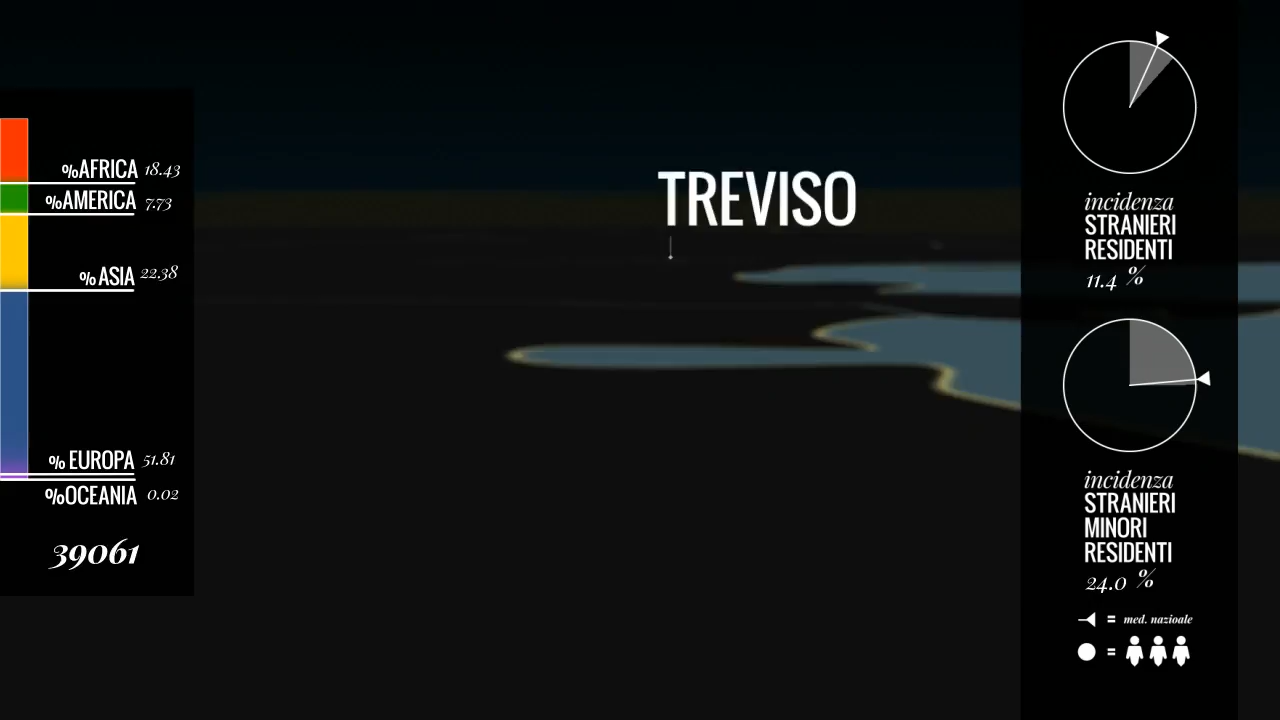 %AFRICA 18.43
%AMERICA 7.73
% ASIA 22.38
% EUROPA 51.81
%OCEANIA 0.02
39061
TREVISO
incidenza
STRANIERI
RESIDENTI
11.4 %
incidenza
STRANIERI
MINORI
RESIDENTI
24.0 %
= med. nazioale
=